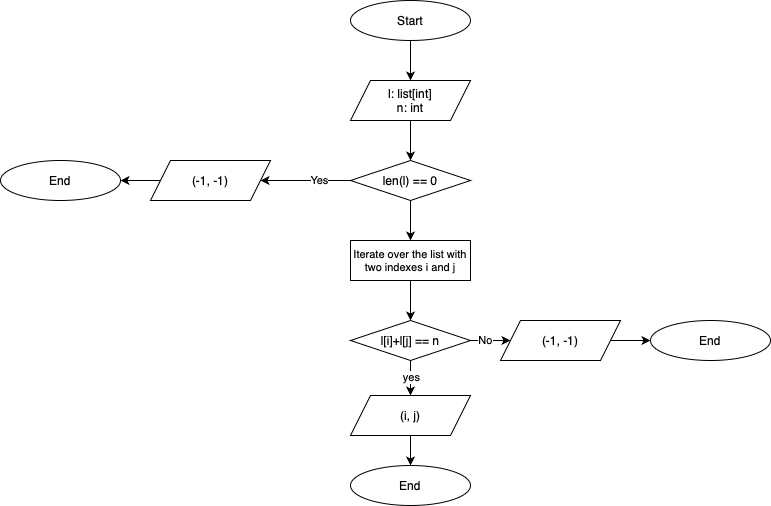 Start
l: list[int]
n: int
End
(-1, -1)
Yes
len(l) == 0
Iterate over the list with
two indexes i and j
l[i]+l[j] == n
No
(-1, -1)
End
yes
(i, j)
End